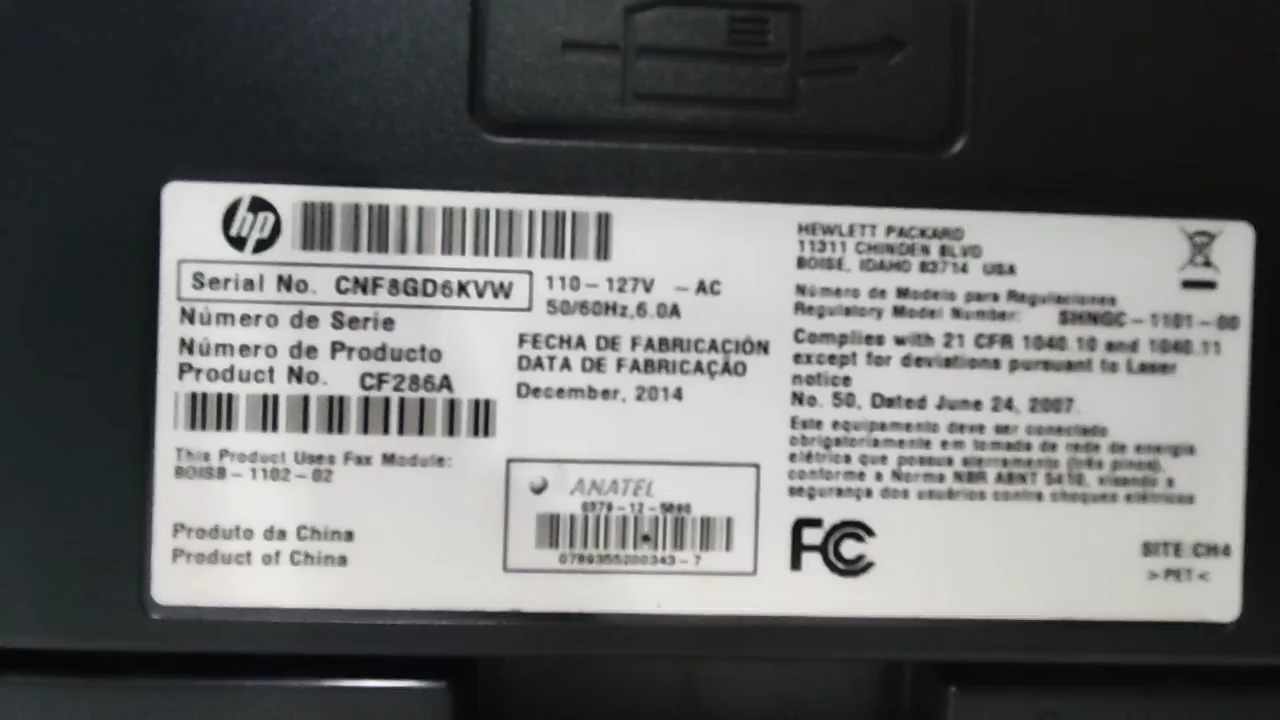 hp
Serial No. CNF8GD6KVW
Número de Serie
Número de Producto
Product No. CF286A
This Product Uses Fax Module:
BOISB-1102-02
Produto da China
Product of China
110-127V ~ AC
50/60Hz, 6.0A
FECHA DE FABRICACIÓN
DATA DE FABRICAÇÃO
December, 2014
ANATEL
HEWLETT PACKARD
11311 CHINDEN BLVD
BOISE, IDAHO 83714 USA
Número de Modelo para Regulaciones
Regulatory Model Number: SHNGC-1101-00
Complies with 21 CFR 1040.10 and 1040.11
except for deviations pursuant to Laser
notice
No. 50, Dated June 24, 2007.
Este equipamento deve ser conectado
obrigatoriamente em tomada de rede de energia
elétrica que possua aterramento (três pinos),
conforme a Norma NBR ABNT 5410, visando a
segurança dos usuários contra choques elétricos
FC
SITE:CH4
>PET<